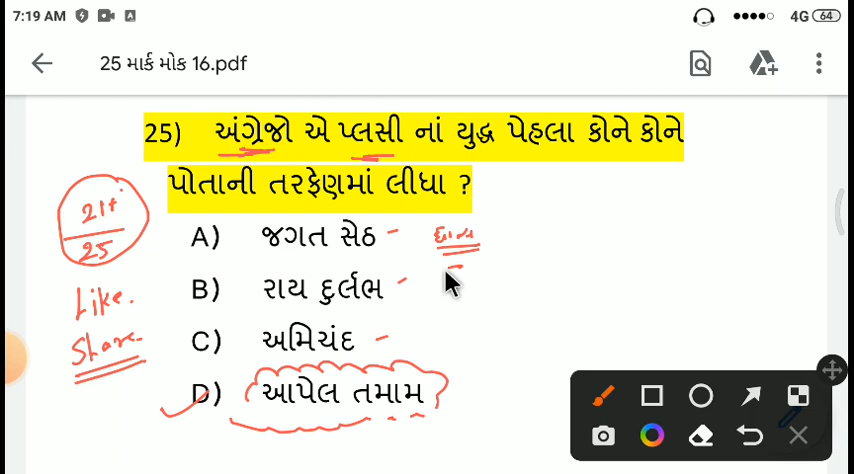 7:19 AM 4G 64
25 માર્ક મોક 16.pdf
25) અંગ્રેજો એ પ્લસી નાં યુદ્ધ પેહલા કોને કોને
પોતાની તરફેણમાં લીધા ?
21+
25
A) જગત સેઠ -
B) રાય દુર્લભ -
Like.
C) અમિચંદ -
Share.
D) આપેલ તમામ